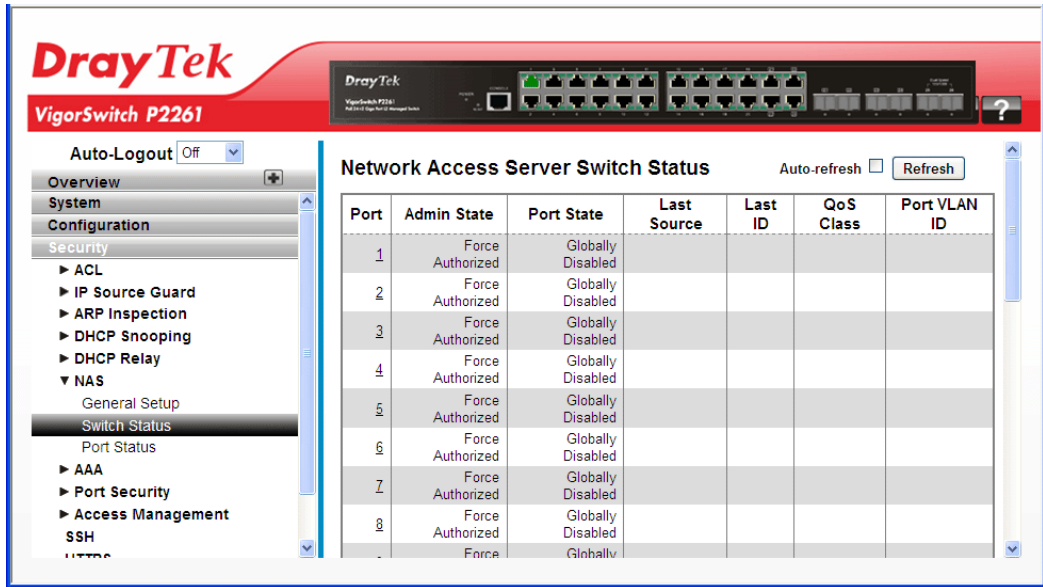 DrayTek
VigorSwitch P2261
DrayTek
VigorSwitch P2261
?
Auto-Logout Off
Overview
System
Configuration
Security
ACL
IP Source Guard
ARP Inspection
DHCP Snooping
DHCP Relay
NAS
General Setup
Switch Status
Port Status
AAA
Port Security
Access Management
SSH
HTTPS
Network Access Server Switch Status
Auto-refresh Refresh
Port Admin State Port State Last Source Last ID QoS Class Port VLAN ID
1 Force Authorized Globally Disabled
2 Force Authorized Globally Disabled
3 Force Authorized Globally Disabled
4 Force Authorized Globally Disabled
5 Force Authorized Globally Disabled
6 Force Authorized Globally Disabled
7 Force Authorized Globally Disabled
8 Force Authorized Globally Disabled
Force Globally